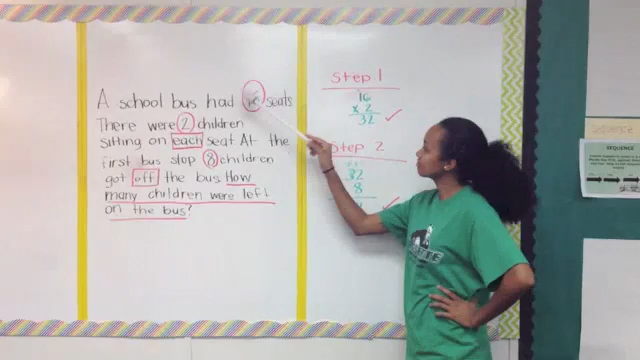 A school bus had 16 seats
There were 2 children
sitting on each seat At the
first bus stop 8 children
got off the bus How
many children were left
on the bus?
Step 1
16
x 2
32
Step 2
32
8
SEQUENCE
SEQUENCE